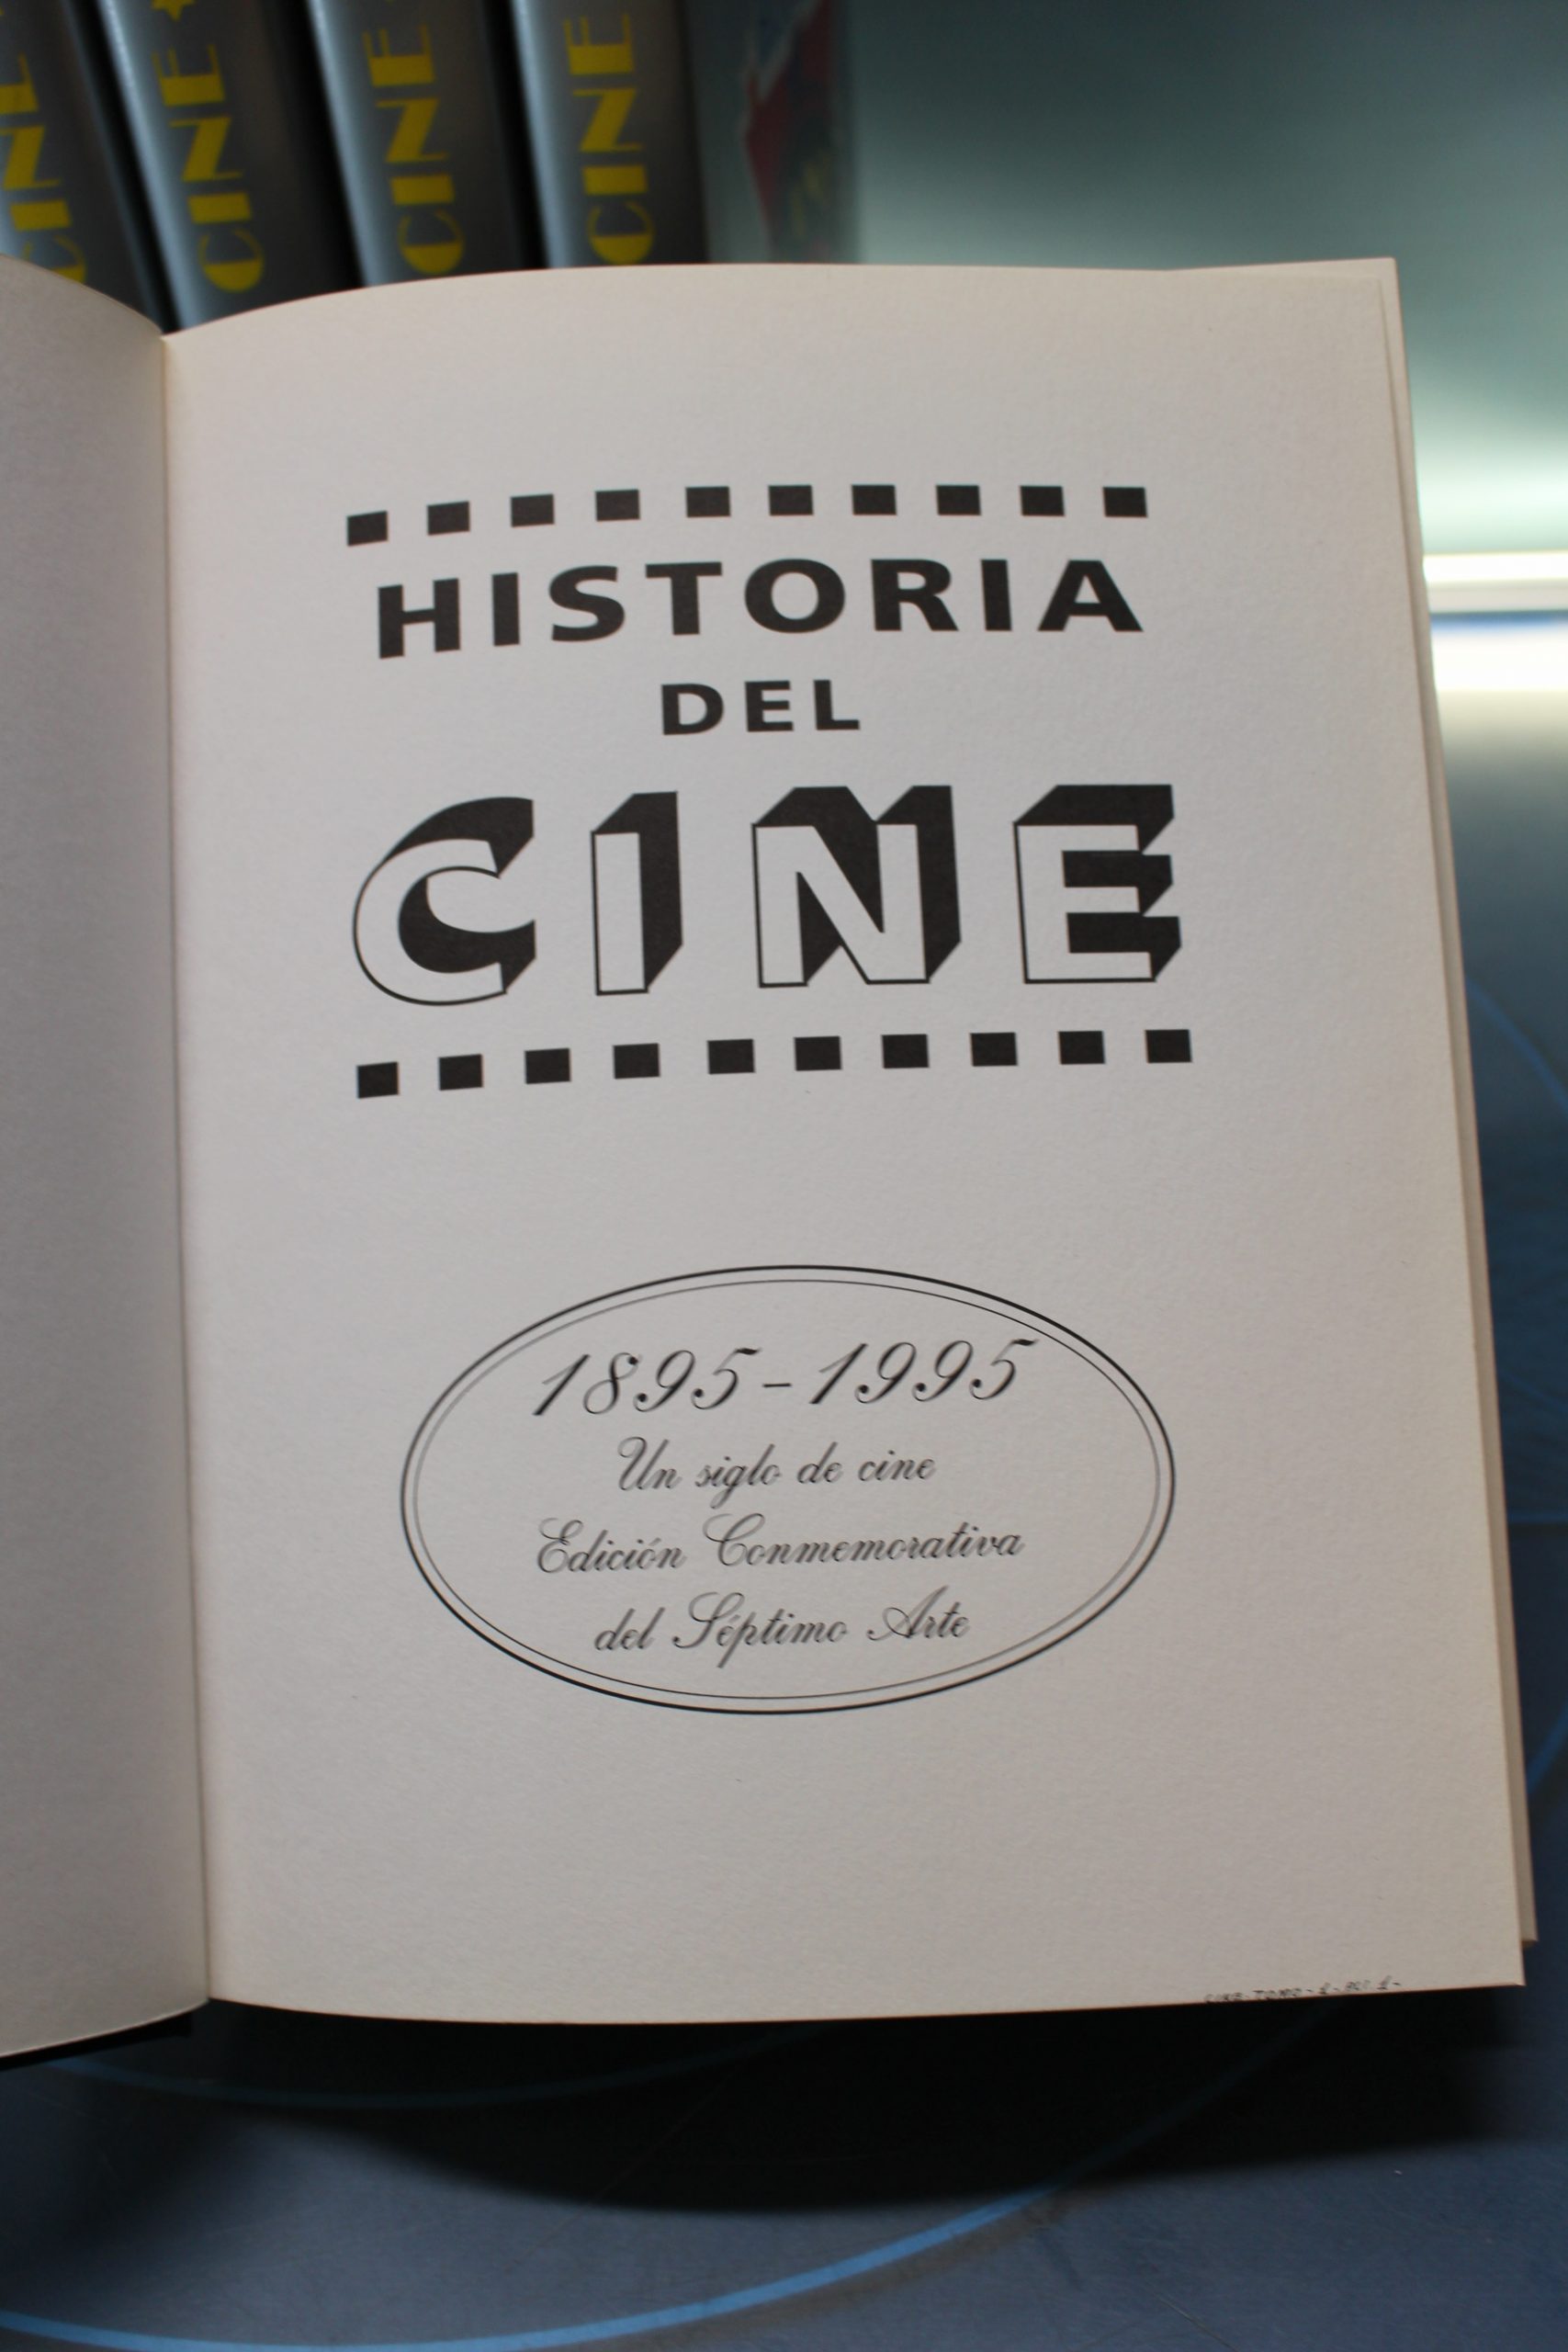 CINE
CINE
CINE
CINE
HISTORIA
DEL
CINE
1895-1995
Un siglo de cine
Edición Conmemorativa
del Séptimo Arte